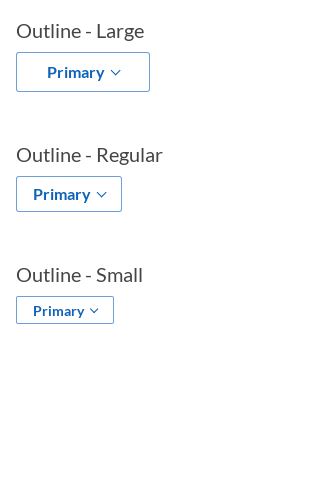 Outline - Large
Primary
Outline - Regular
Primary
Outline - Small
Primary